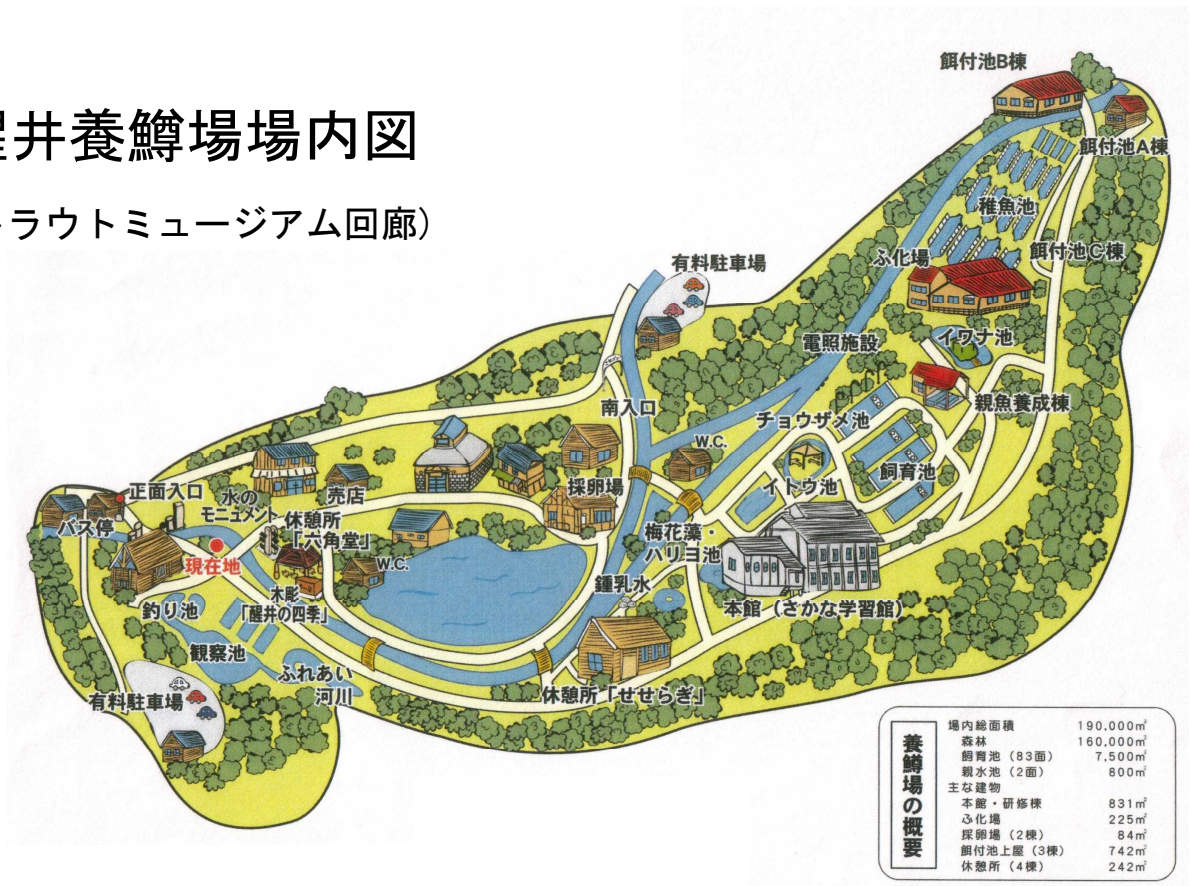 井養鱒場場内図
ラウトミュージアム回廊)
餌付池B棟
餌付池A棟
稚魚池
餌付池C棟
ふ化場
有料駐車場
電照施設
イワナ池
親魚養成棟
南入口
チョウザメ池
W.C.
飼育池
イトウ池
採卵場
正面入口
水の
モニュメント
売店
バス停
休憩所
「六角堂」
現在地
W.C.
梅花藻・
ハリヨ池
鍾乳水
木彫
「醒井の四季」
釣り池
本館(さかな学習館)
観察池
ふれあい
河川
有料駐車場
休憩所「せせらぎ」
養鱒場の概要
場内総面積 190,000㎡
森林 160,000㎡
飼育池(83面) 7,500㎡
親水池(2面) 800㎡
主な建物
本館・研修棟 831㎡
ふ化場 225㎡
採卵場(2棟) 84㎡
餌付池上屋(3棟) 742㎡
休憩所(4棟) 242㎡